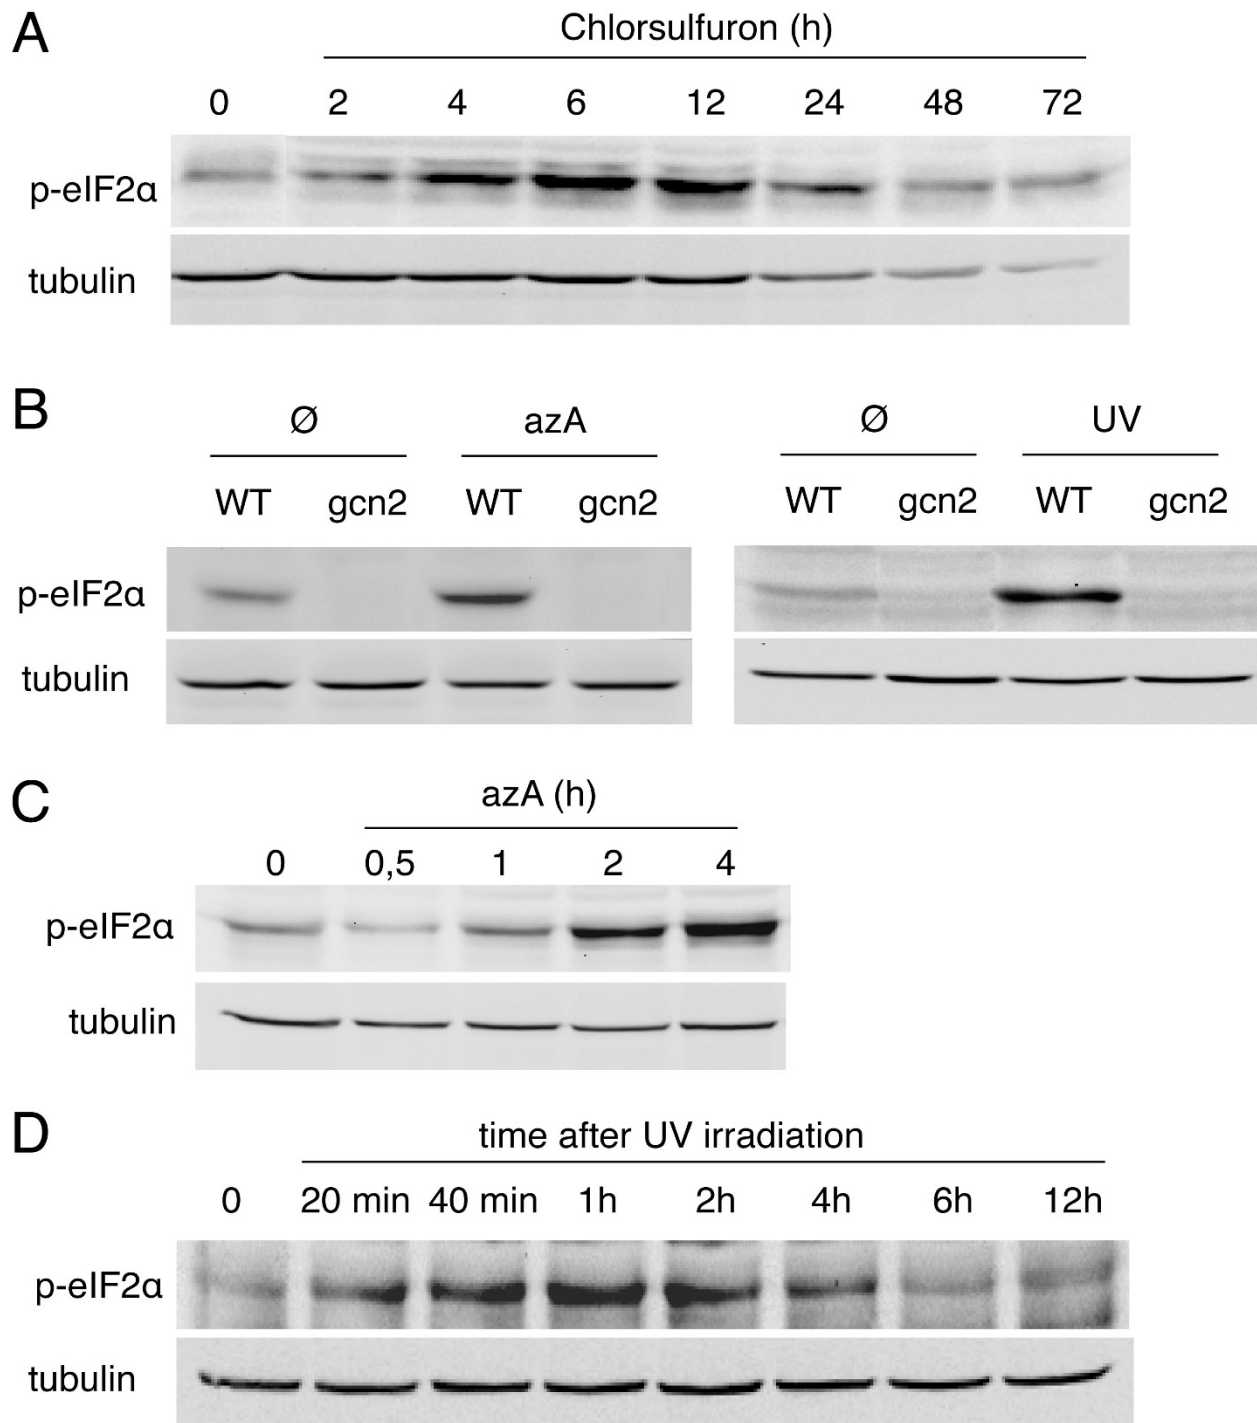 A
Chlorsulfuron (h)
0 2 4 6 12 24 48 72
p-eIF2α
tubulin
B
Ø azA Ø UV
WT gcn2 WT gcn2 WT gcn2 WT gcn2
p-eIF2α
tubulin
C
azA (h)
0 0,5 1 2 4
p-eIF2α
tubulin
D
time after UV irradiation
0 20 min 40 min 1h 2h 4h 6h 12h
p-eIF2α
tubulin